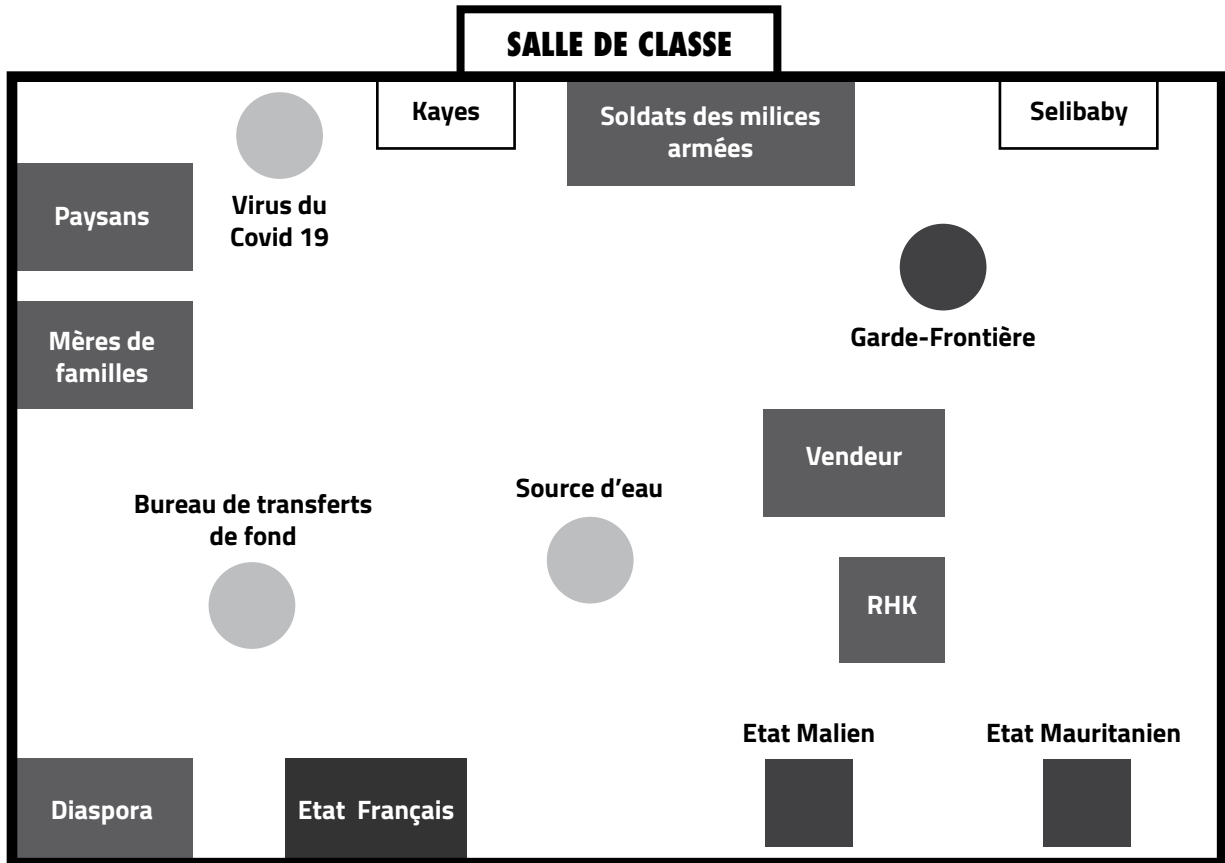 SALLE DE CLASSE
Kayes
Soldats des milices
armées
Selibaby
Paysans
Virus du
Covid 19
Garde-Frontière
Mères de
familles
Vendeur
Bureau de transferts
de fond
Source d'eau
RHK
Etat Malien
Etat Mauritanien
Diaspora
Etat Français